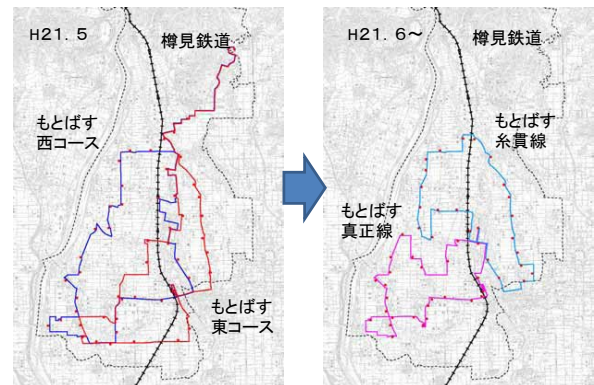 H21.5
樽見鉄道
もとばす
西コース
もとばす
東コース
H21.6～
樽見鉄道
もとばす
糸貫線
もとばす
真正線